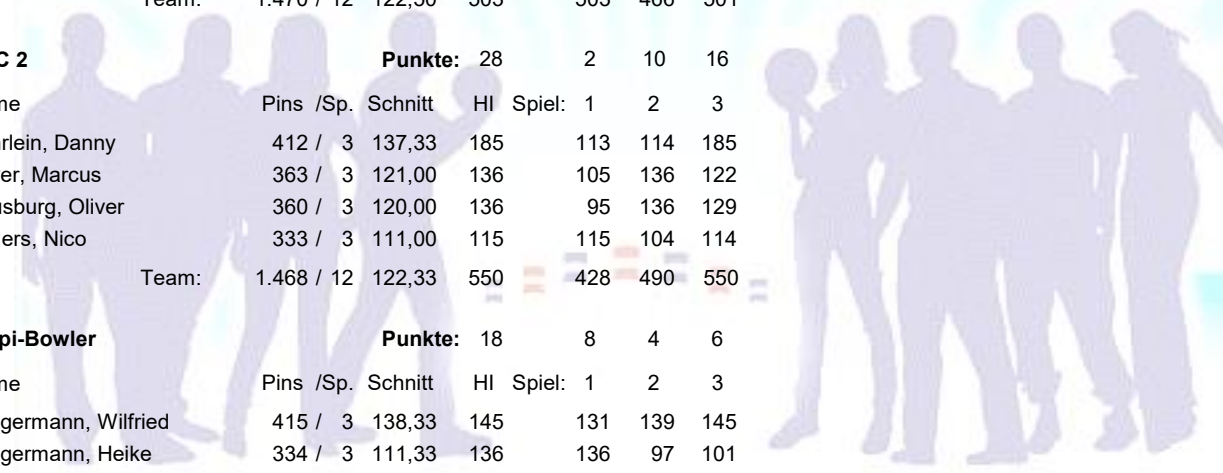 Team: 1.470 / 12 122,50 505 505 466 501
C 2 Punkte: 28 2 10 16
me Pins /Sp. Schnitt HI Spiel: 1 2 3
rlein, Danny 412 / 3 137,33 185 113 114 185
er, Marcus 363 / 3 121,00 136 105 136 122
usburg, Oliver 360 / 3 120,00 136 95 136 129
ers, Nico 333 / 3 111,00 115 115 104 114
Team: 1.468 / 12 122,33 550 428 490 550
pi-Bowler Punkte: 18 8 4 6
me Pins /Sp. Schnitt HI Spiel: 1 2 3
germann, Wilfried 415 / 3 138,33 145 131 139 145
germann, Heike 334 / 3 111,33 136 136 97 101